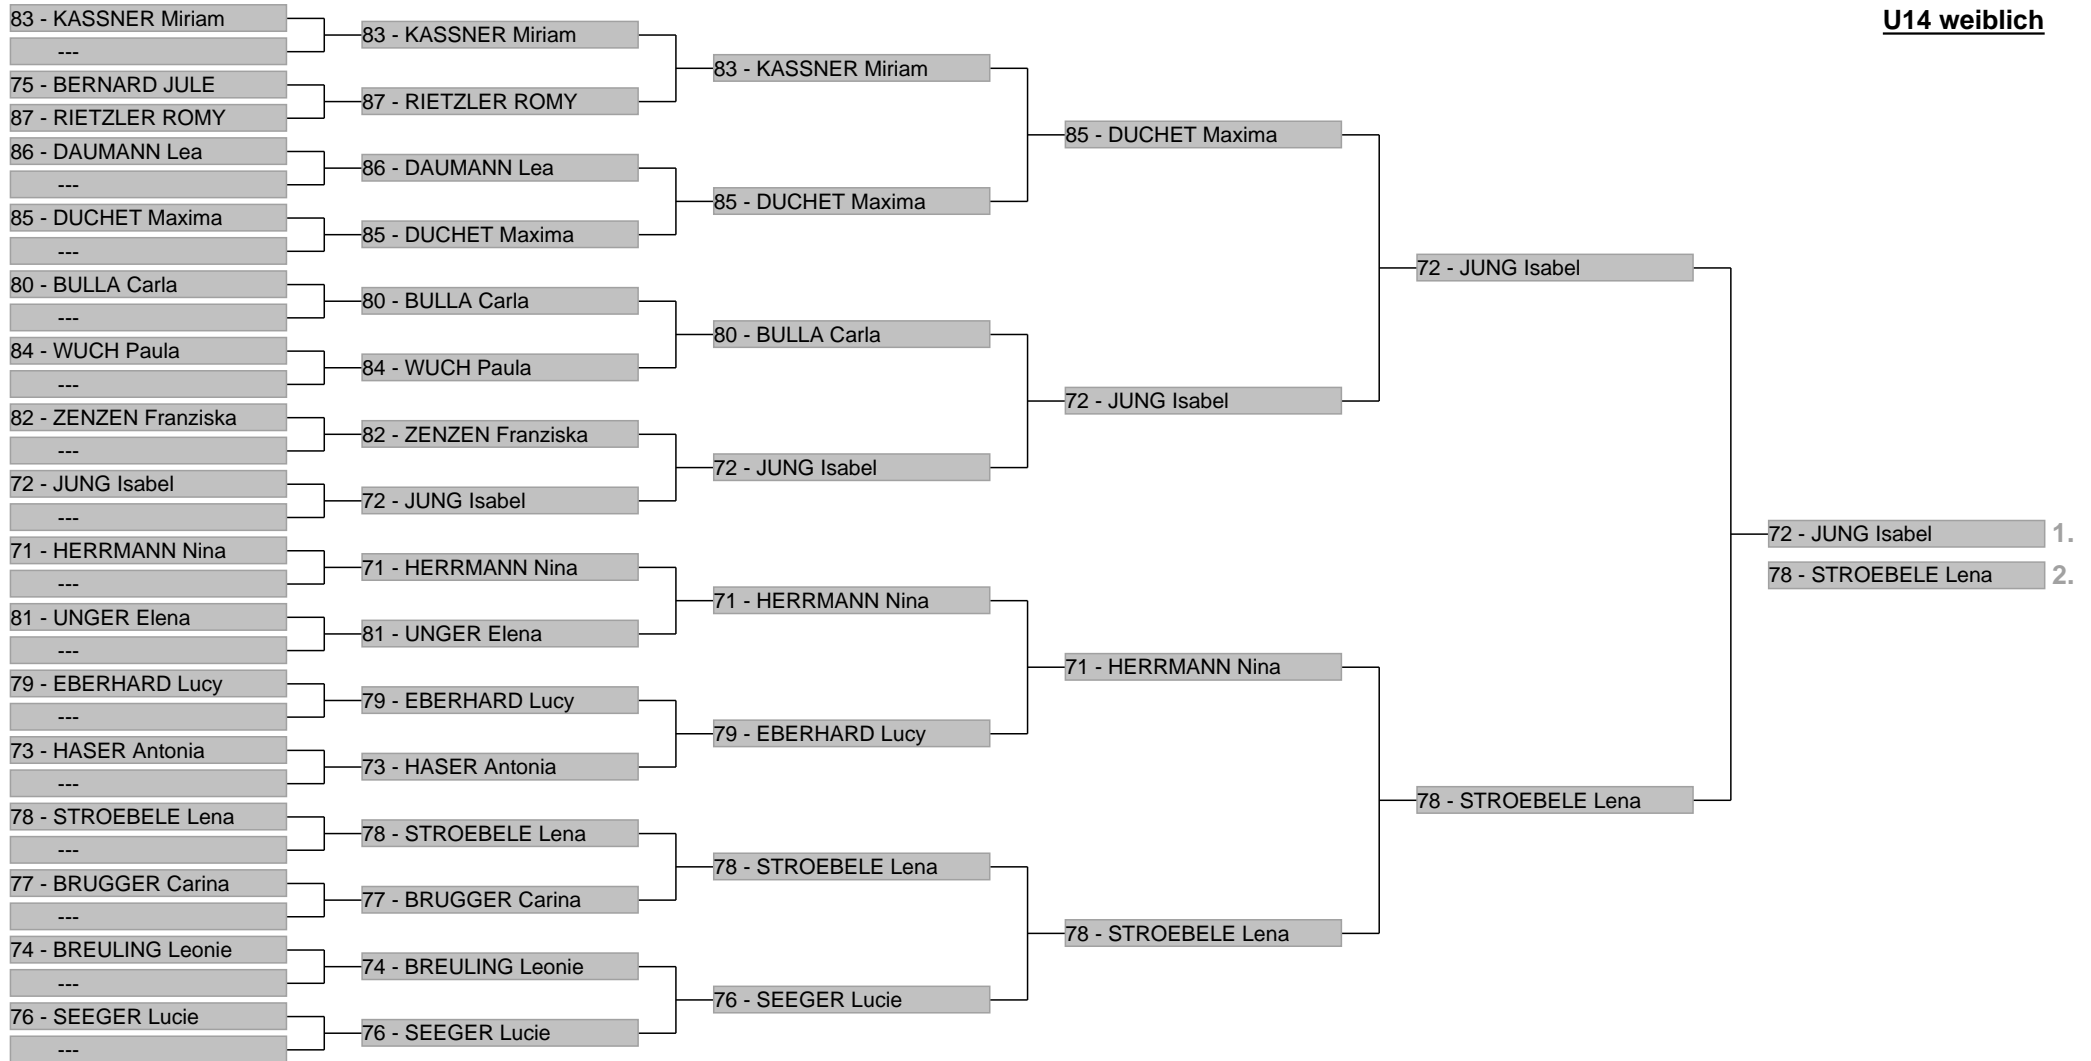 U14 weiblich
83 - KASSNER Miriam
---
75 - BERNARD JULE
87 - RIETZLER ROMY
86 - DAUMANN Lea
---
85 - DUCHET Maxima
---
80 - BULLA Carla
---
84 - WUCH Paula
---
82 - ZENZEN Franziska
---
72 - JUNG Isabel
---
71 - HERRMANN Nina
---
81 - UNGER Elena
---
79 - EBERHARD Lucy
---
73 - HASER Antonia
---
78 - STROEBELE Lena
---
77 - BRUGGER Carina
---
74 - BREULING Leonie
---
76 - SEEGER Lucie
---
83 - KASSNER Miriam
87 - RIETZLER ROMY
86 - DAUMANN Lea
85 - DUCHET Maxima
80 - BULLA Carla
84 - WUCH Paula
82 - ZENZEN Franziska
72 - JUNG Isabel
71 - HERRMANN Nina
81 - UNGER Elena
79 - EBERHARD Lucy
73 - HASER Antonia
78 - STROEBELE Lena
77 - BRUGGER Carina
74 - BREULING Leonie
76 - SEEGER Lucie
83 - KASSNER Miriam
85 - DUCHET Maxima
80 - BULLA Carla
72 - JUNG Isabel
71 - HERRMANN Nina
79 - EBERHARD Lucy
78 - STROEBELE Lena
76 - SEEGER Lucie
85 - DUCHET Maxima
72 - JUNG Isabel
71 - HERRMANN Nina
78 - STROEBELE Lena
72 - JUNG Isabel
78 - STROEBELE Lena
72 - JUNG Isabel 1.
78 - STROEBELE Lena 2.